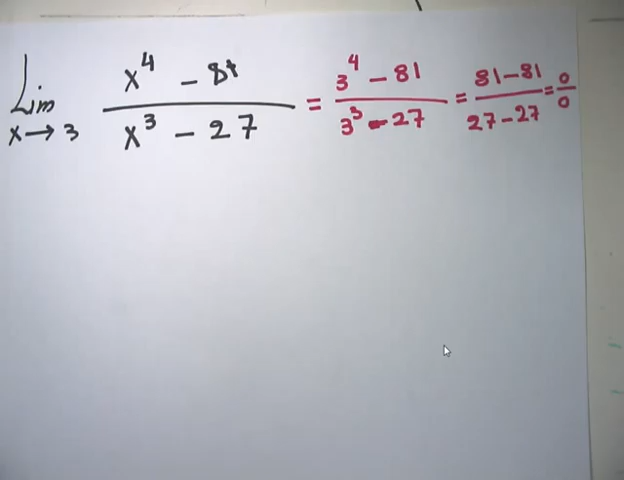 Lim x→3 (x⁴ - 81)/(x³ - 27) = (3⁴ - 81)/(3³ - 27) = (81-81)/(27-27) = 0/0